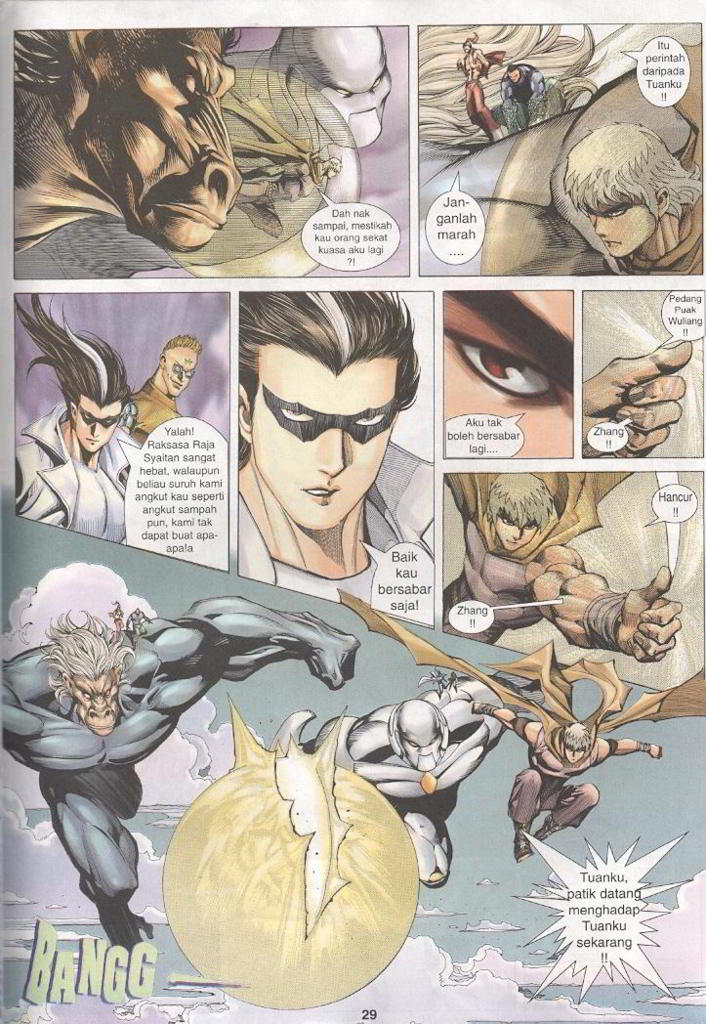 Dah nak
sampai, mestikah
kau orang sekat
kuasa aku lagi
?!
Itu
perintah
daripada
Tuanku
!!
Jan-
ganlah
marah
....
Yalah!
Raksasa Raja
Syaitan sangat
hebat, walaupun
beliau suruh kami
angkut kau seperti
angkut sampah
pun, kami tak
dapat buat apa-
apa!a
Baik
kau
bersabar
saja!
Aku tak
boleh bersabar
lagi....
Pedang
Puak
Wuliang
!!
Zhang
!!
Hancur
!!
Zhang
!!
Tuanku,
patik datang
menghadap
Tuanku
sekarang
!!
BANGG
29